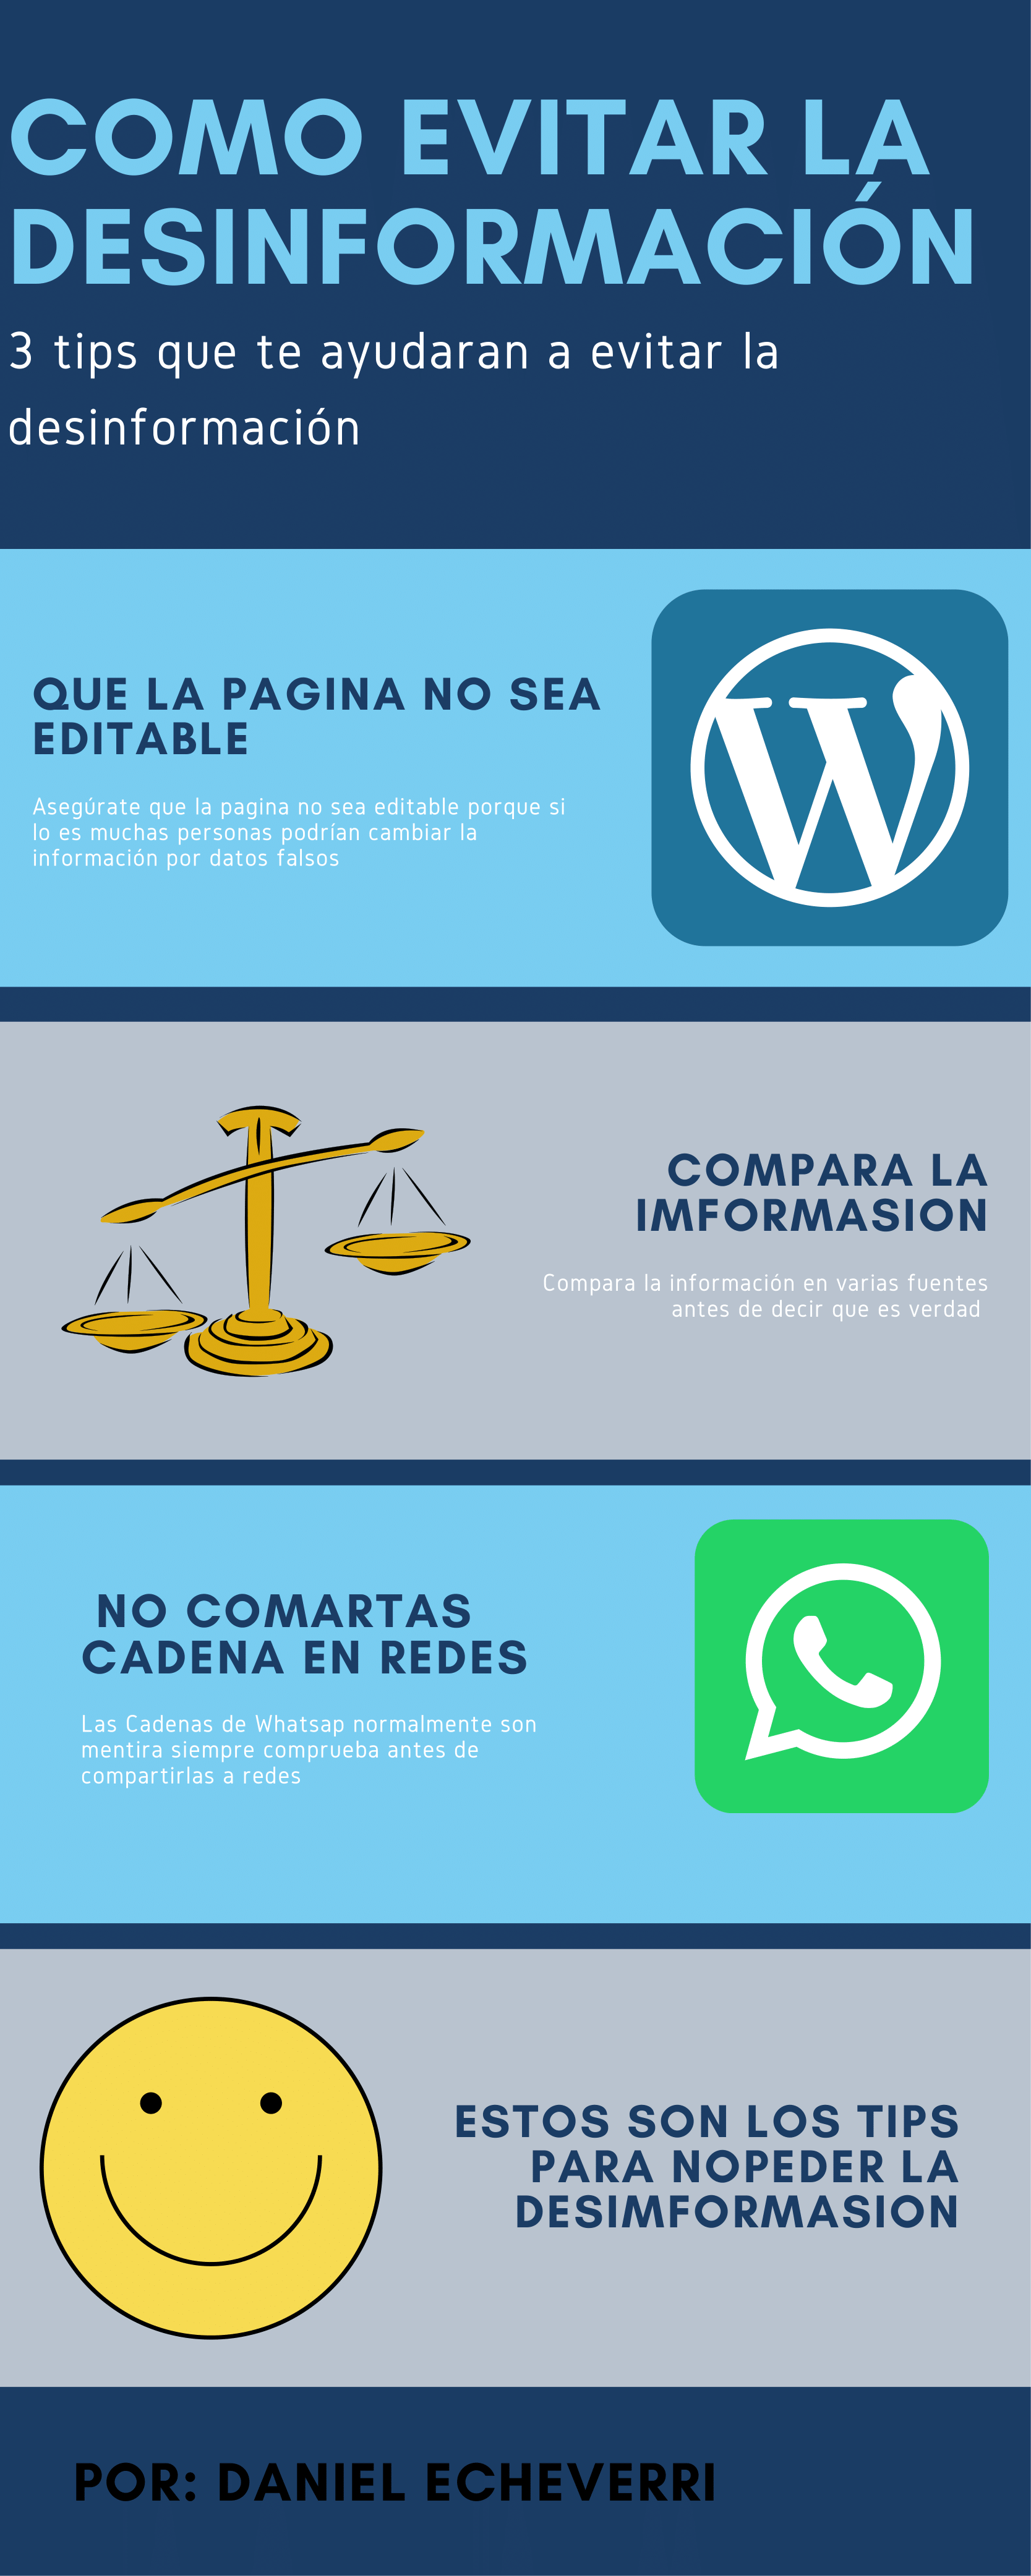 COMO EVITAR LA
DESINFORMACIÓN
3 tips que te ayudaran a evitar la
desinformación
QUE LA PAGINA NO SEA
EDITABLE
Asegúrate que la pagina no sea editable porque si
lo es muchas personas podrían cambiar la
información por datos falsos
COMPARA LA
IMFORMASION
Compara la información en varias fuentes
antes de decir que es verdad
NO COMARTAS
CADENA EN REDES
Las Cadenas de Whatsap normalmente son
mentira siempre comprueba antes de
compartirlas a redes
ESTOS SON LOS TIPS
PARA NOPEDER LA
DESIMFORMASION
POR: DANIEL ECHEVERRI